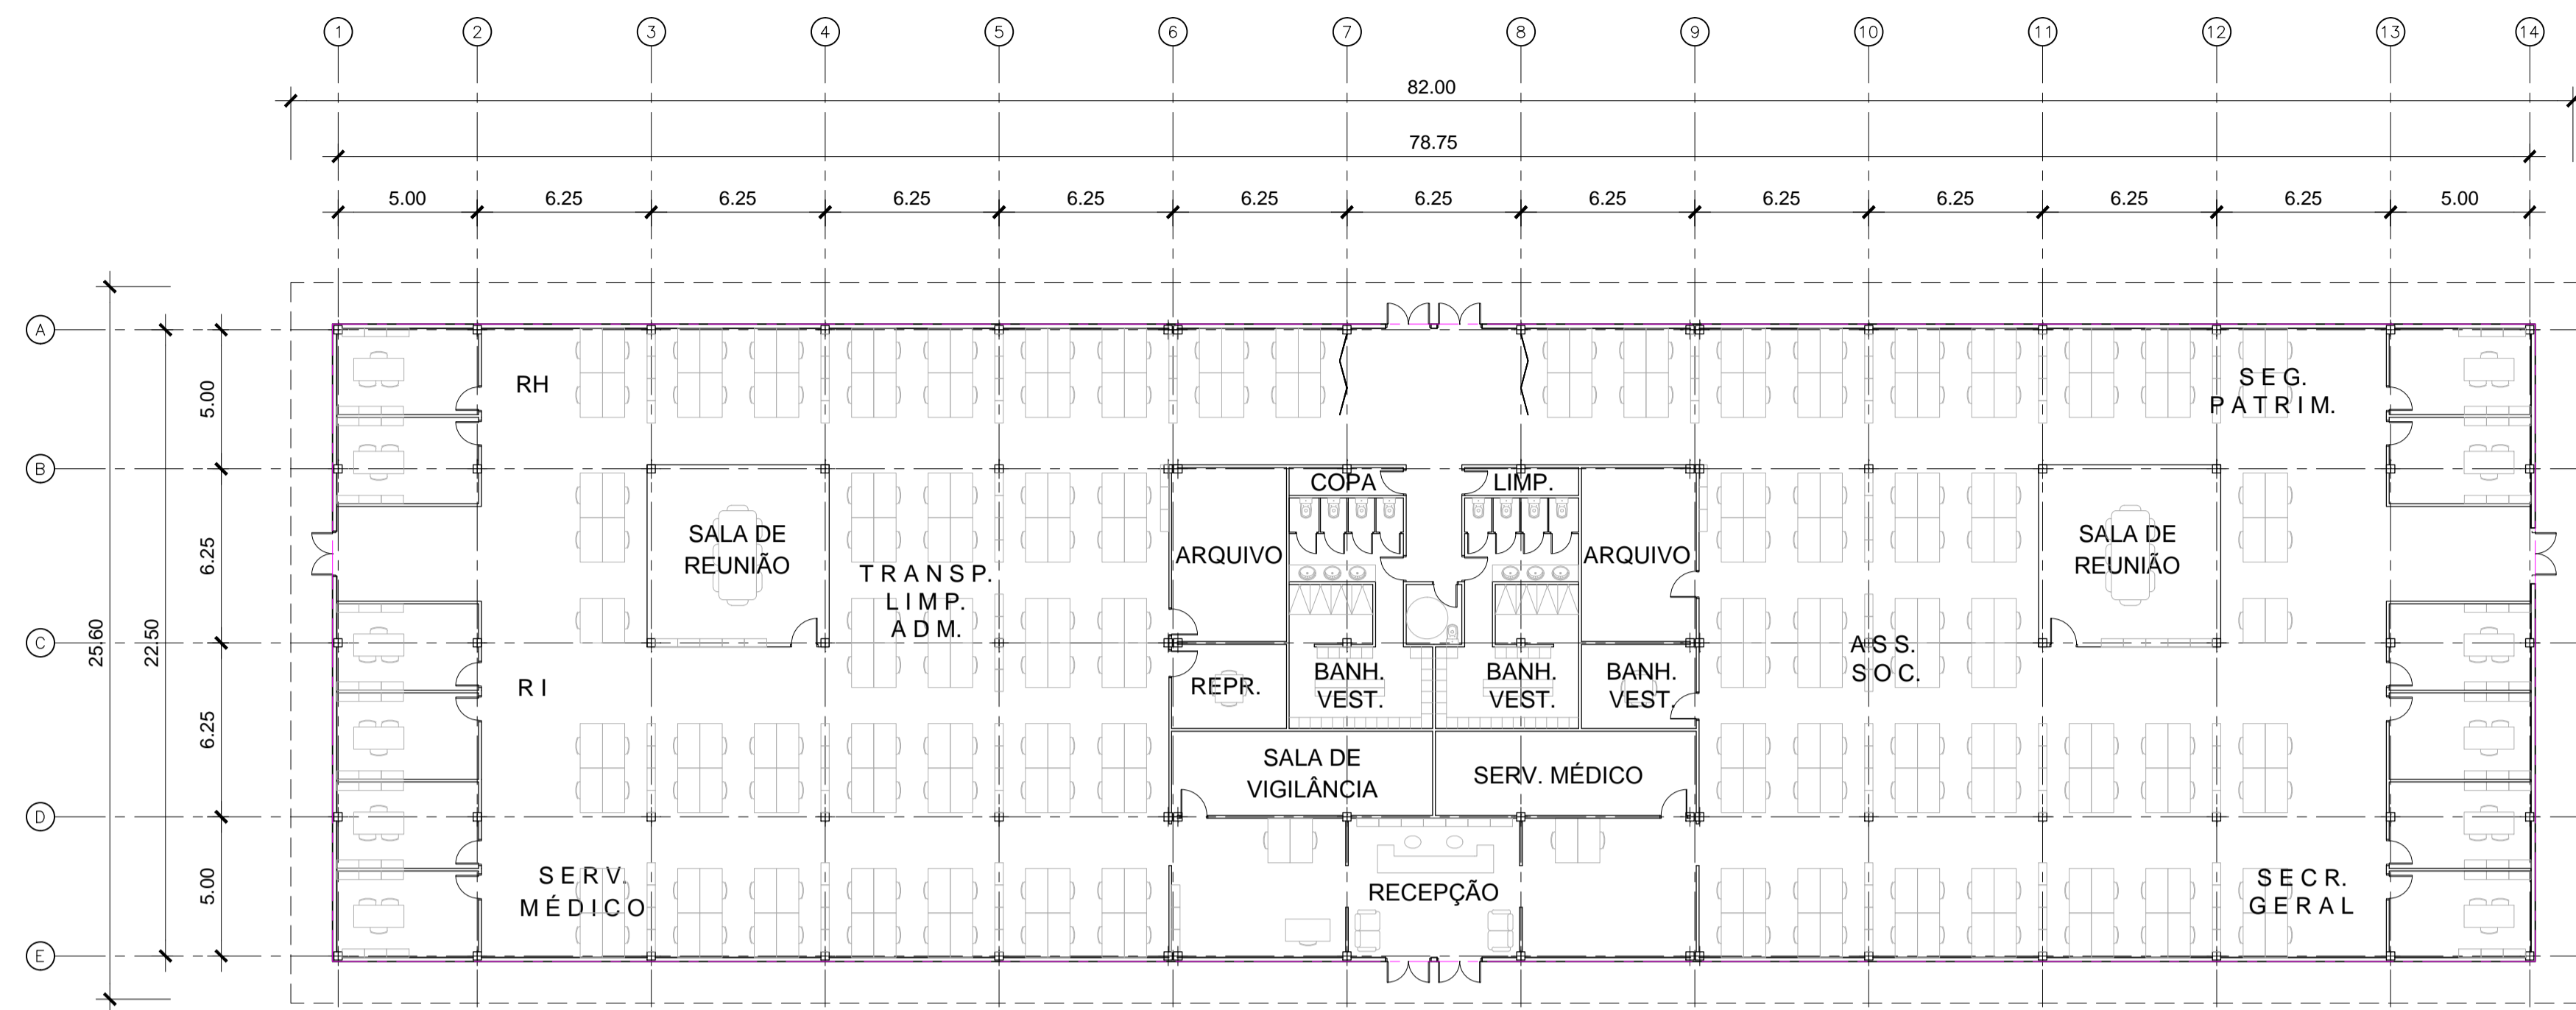 1 2 3 4 5 6 7 8 9 10 11 12 13 14
82.00
78.75
5.00 6.25 6.25 6.25 6.25 6.25 6.25 6.25 6.25 6.25 6.25 6.25 5.00
A
B
C
D
E
25.60
22.50
5.00
6.25
6.25
5.00
RH
SEG.
PATRIM.
COPA
LIMP.
SALA DE
REUNIÃO
TRANSP.
LIMP.
ADM.
ARQUIVO
ARQUIVO
SALA DE
REUNIÃO
RI
REPR.
BANH.
VEST.
BANH.
VEST.
BANH.
VEST.
ASS.
SOC.
SALA DE
VIGILÂNCIA
SERV. MÉDICO
SERV.
MÉDICO
RECEPÇÃO
SECR.
GERAL